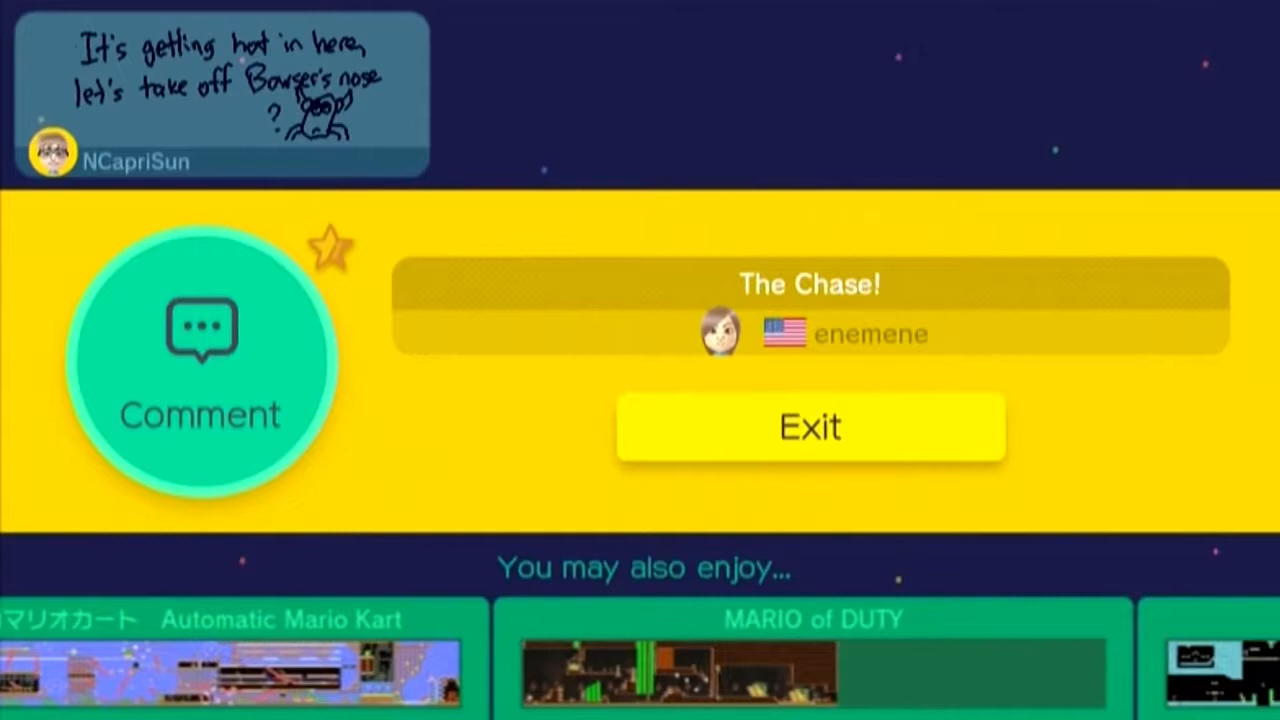 It's getting hot in here,
let's take off Bowser's nose
?
NCapriSun
Comment
The Chase!
enemene
Exit
You may also enjoy...
マリオカート Automatic Mario Kart
MARIO of DUTY